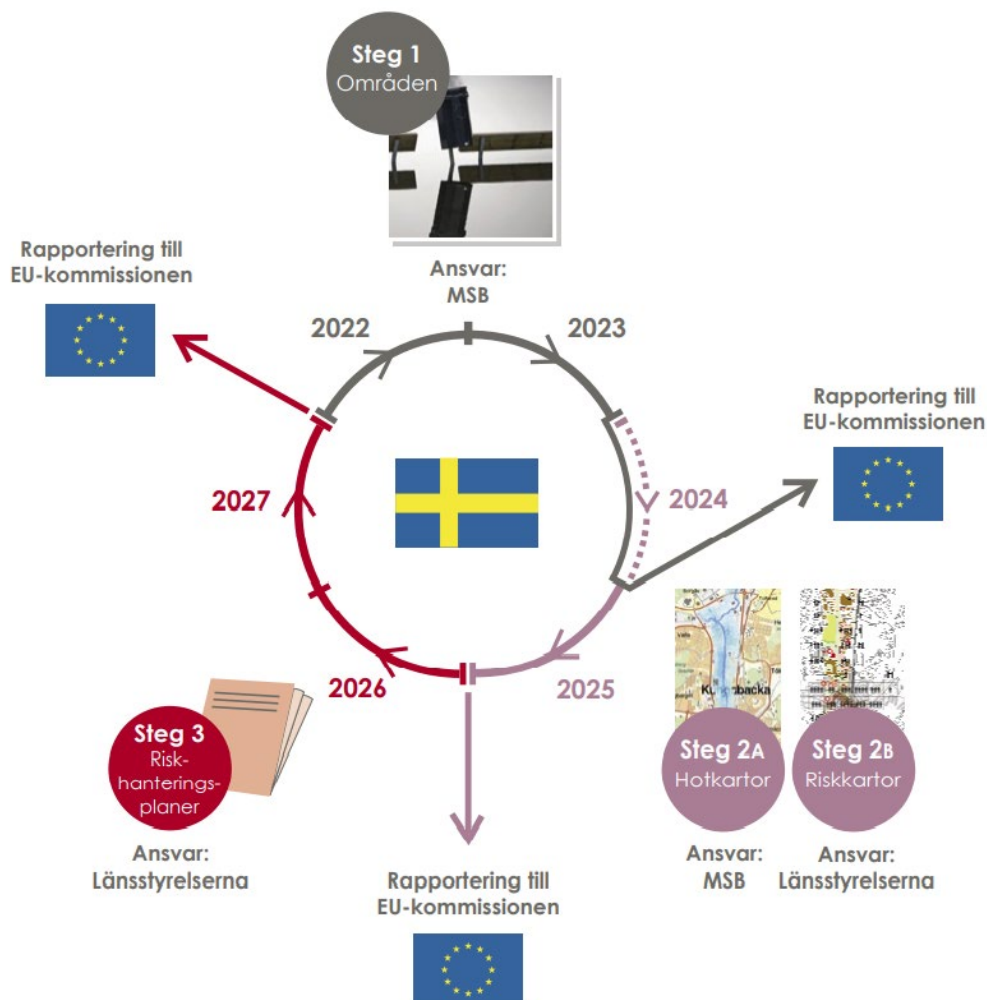 Steg 1
Områden
Ansvar:
MSB
Rapportering till
EU-kommissionen
2022
2023
Rapportering till
EU-kommissionen
2027
2024
2026
2025
Steg 3
Risk-
hanterings-
planer
Ansvar:
Länsstyrelserna
Steg 2A
Hotkartor
Ansvar:
MSB
Steg 2B
Riskkartor
Ansvar:
Länsstyrelserna
Rapportering till
EU-kommissionen